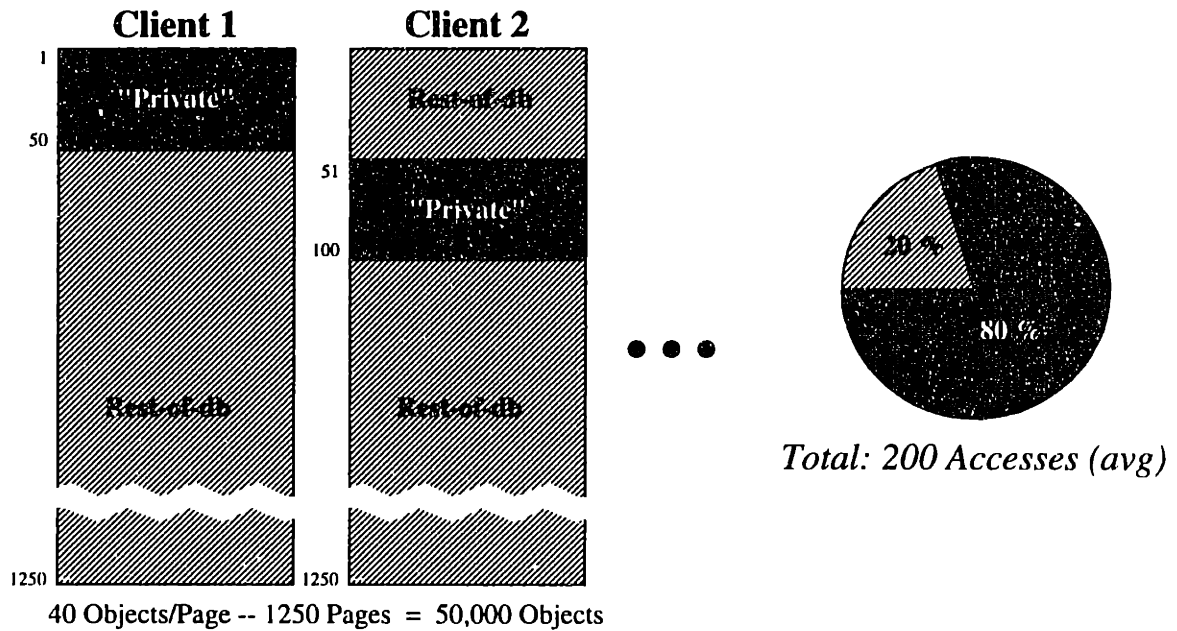 Client 1
1
"Private"
50
Rest-of-db
1250
Client 2
Rest-of-db
51
"Private"
100
Rest-of-db
1250
20 %
80 %
Total: 200 Accesses (avg)
40 Objects/Page -- 1250 Pages = 50,000 Objects